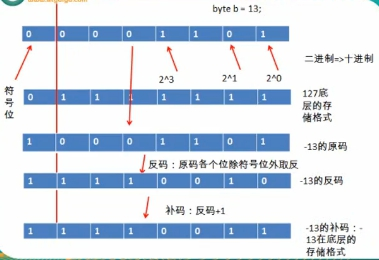 byte b = 13;
0 0 0 0 1 1 0 1
二进制=>十进制
符号位
2^3 2^1 2^0
0 1 1 1 1 1 1 1
127底
层的存
储格式
1 0 0 0 1 1 0 1
-13的原码
反码：原码各个位除符号位外取反
1 1 1 1 0 0 1 0
-13的反码
补码：反码+1
1 1 1 1 0 0 1 1
-13的补码：-
13在底层的
存储格式